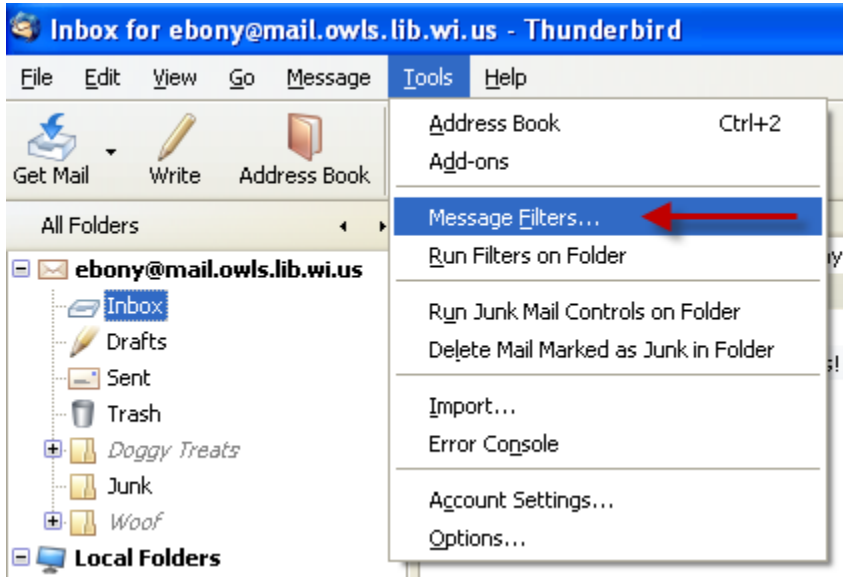 Inbox for ebony@mail.owls.lib.wi.us - Thunderbird
File Edit View Go Message Tools Help
Get Mail Write Address Book
All Folders
ebony@mail.owls.lib.wi.us
Inbox
Drafts
Sent
Trash
Doggy Treats
Junk
Woof
Local Folders
Address Book Ctrl+2
Add-ons
Message Filters...
Run Filters on Folder
Run Junk Mail Controls on Folder
Delete Mail Marked as Junk in Folder
Import...
Error Console
Account Settings...
Options...